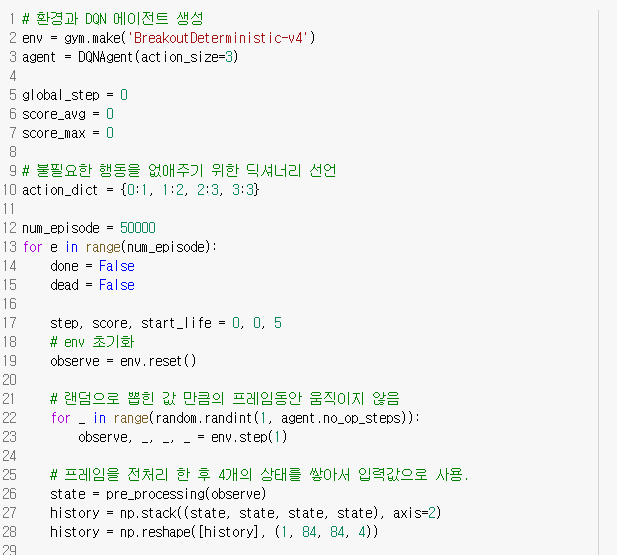 1 # 환경과 DQN 에이전트 생성
2 env = gym.make('BreakoutDeterministic-v4')
3 agent = DQNAgent(action_size=3)
4
5 global_step = 0
6 score_avg = 0
7 score_max = 0
8
9 # 불필요한 행동을 없애주기 위한 딕셔너리 선언
10 action_dict = {0:1, 1:2, 2:3, 3:3}
11
12 num_episode = 50000
13 for e in range(num_episode):
14     done = False
15     dead = False
16
17     step, score, start_life = 0, 0, 5
18     # env 초기화
19     observe = env.reset()
20
21     # 랜덤으로 뽑힌 값 만큼의 프레임동안 움직이지 않음
22     for _ in range(random.randint(1, agent.no_op_steps)):
23         observe, _, _, _ = env.step(1)
24
25     # 프레임을 전처리 한 후 4개의 상태를 쌓아서 입력값으로 사용.
26     state = pre_processing(observe)
27     history = np.stack((state, state, state, state), axis=2)
28     history = np.reshape([history], (1, 84, 84, 4))
29